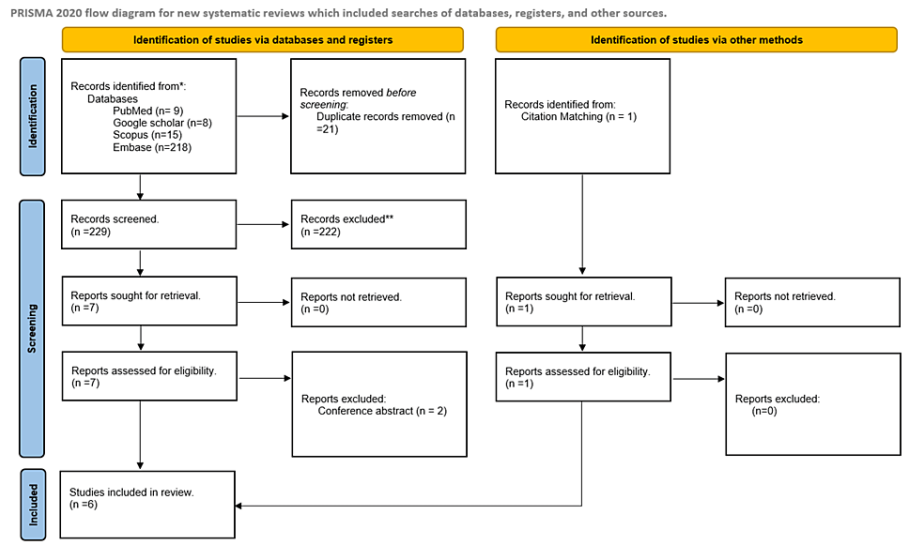 PRISMA 2020 flow diagram for new systematic reviews which included searches of databases, registers, and other sources.
Identification of studies via databases and registers
Identification of studies via other methods
Identification
Records identified from*:
Databases
PubMed (n= 9)
Google scholar (n=8)
Scopus (n=15)
Embase (n=218)
Records removed before
screening:
Duplicate records removed (n
=21)
Records identified from:
Citation Matching (n = 1)
Screening
Records screened.
(n =229)
Records excluded**
(n =222)
Reports sought for retrieval.
(n =7)
Reports not retrieved.
(n =0)
Reports sought for retrieval.
(n =1)
Reports not retrieved.
(n =0)
Reports assessed for eligibility.
(n =7)
Reports excluded:
Conference abstract (n = 2)
Reports assessed for eligibility.
(n =1)
Reports excluded:
(n=0)
Included
Studies included in review.
(n =6)